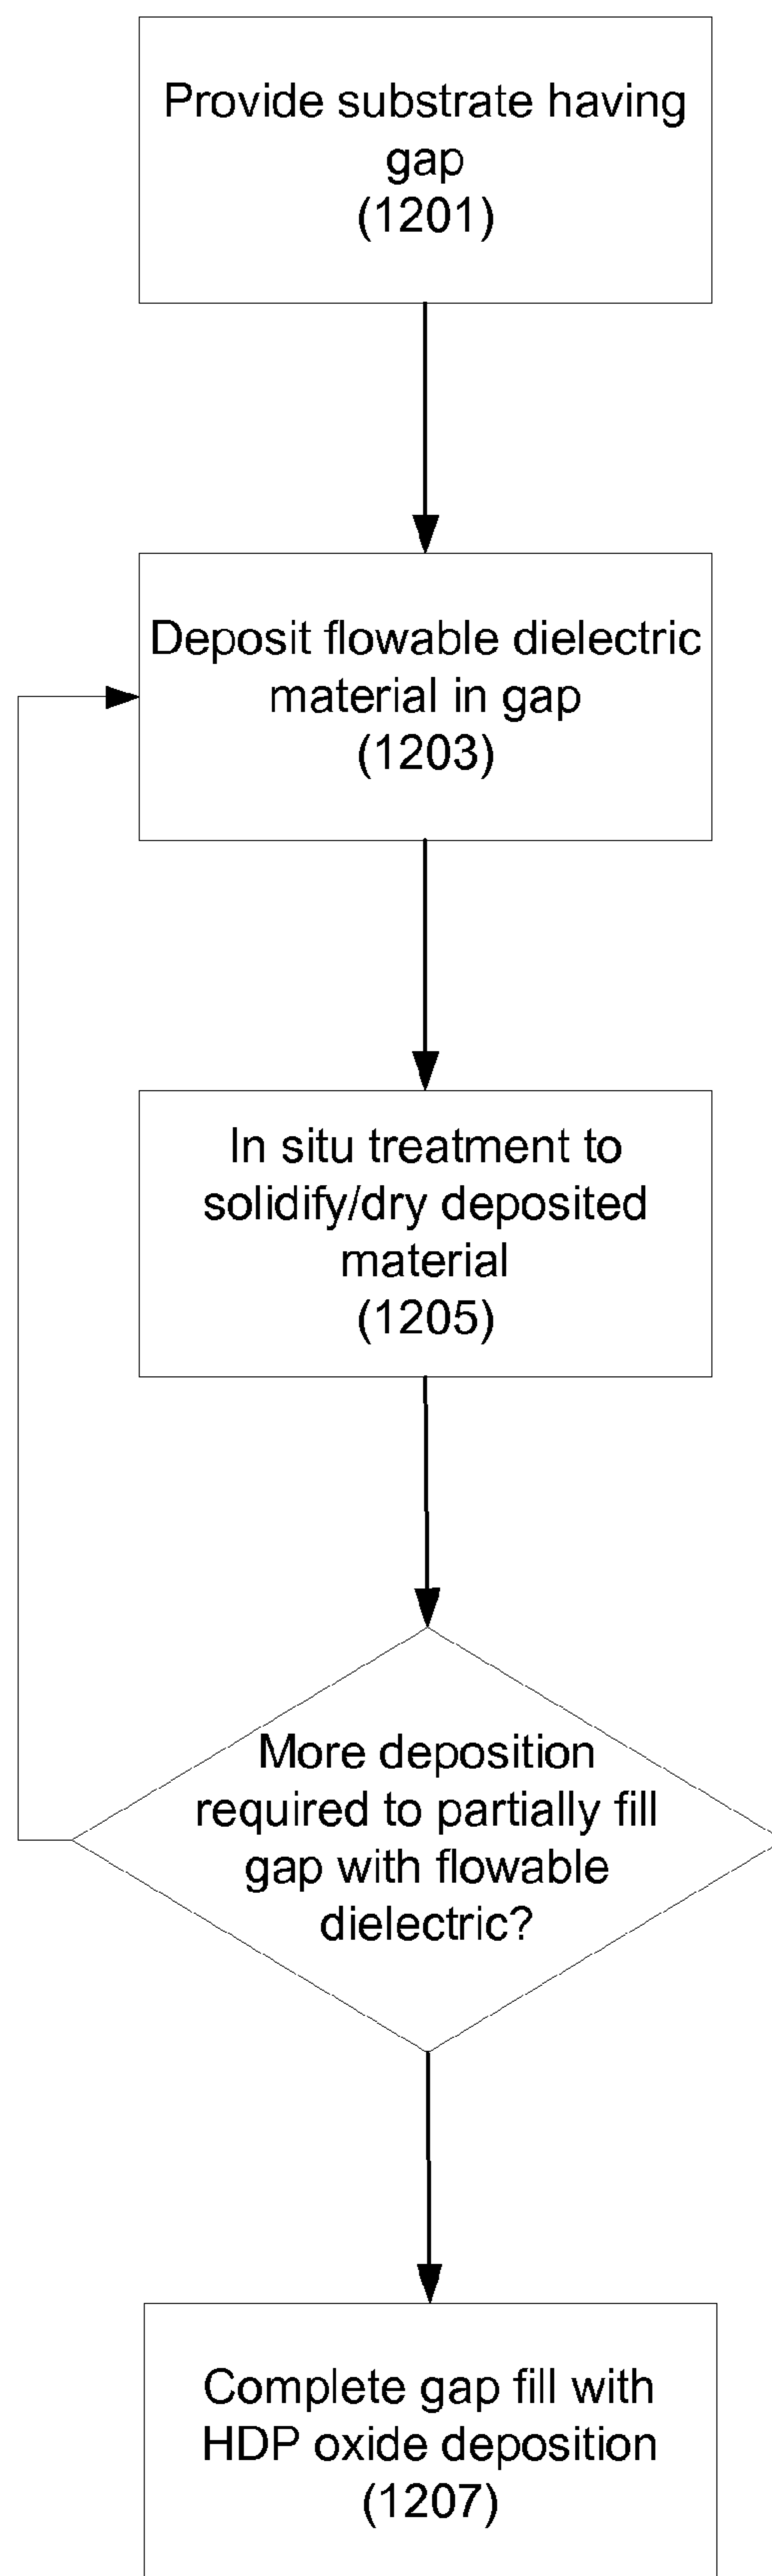 Provide substrate having
gap
(1201)
Deposit flowable dielectric
material in gap
(1203)
In situ treatment to
solidify/dry deposited
material
(1205)
More deposition
required to partially fill
gap with flowable
dielectric?
Complete gap fill with
HDP oxide deposition
(1207)